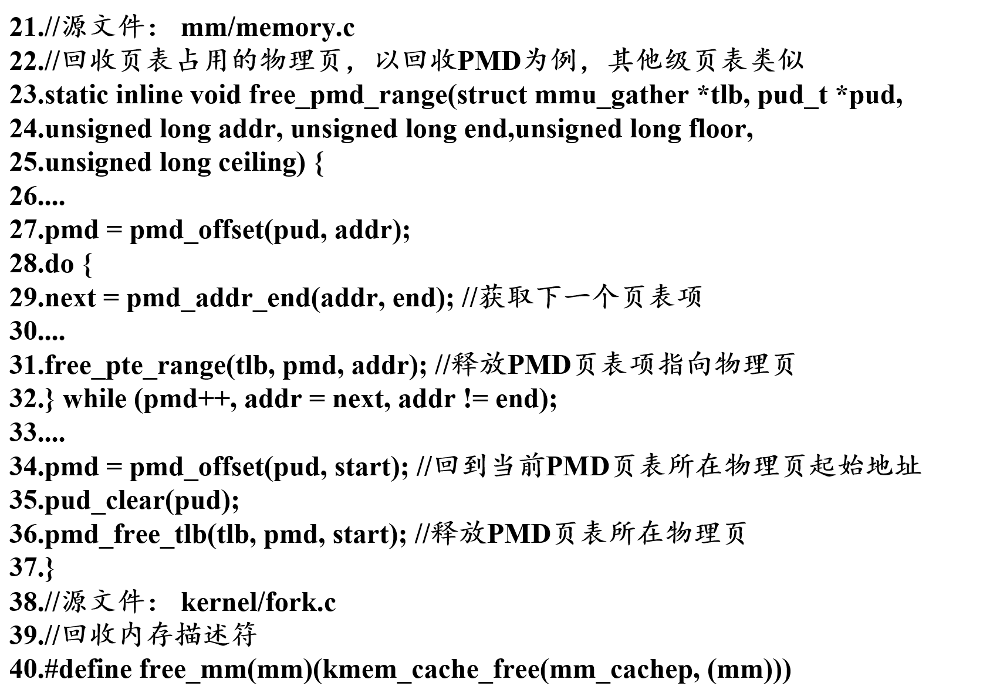 21.//源文件： mm/memory.c
22.//回收页表占用的物理页，以回收PMD为例，其他级页表类似
23.static inline void free_pmd_range(struct mmu_gather *tlb, pud_t *pud,
24.unsigned long addr, unsigned long end,unsigned long floor,
25.unsigned long ceiling) {
26....
27.pmd = pmd_offset(pud, addr);
28.do {
29.next = pmd_addr_end(addr, end); //获取下一个页表项
30....
31.free_pte_range(tlb, pmd, addr); //释放PMD页表项指向物理页
32.} while (pmd++, addr = next, addr != end);
33....
34.pmd = pmd_offset(pud, start); //回到当前PMD页表所在物理页起始地址
35.pud_clear(pud);
36.pmd_free_tlb(tlb, pmd, start); //释放PMD页表所在物理页
37.}
38.//源文件： kernel/fork.c
39.//回收内存描述符
40.#define free_mm(mm)(kmem_cache_free(mm_cachep, (mm)))